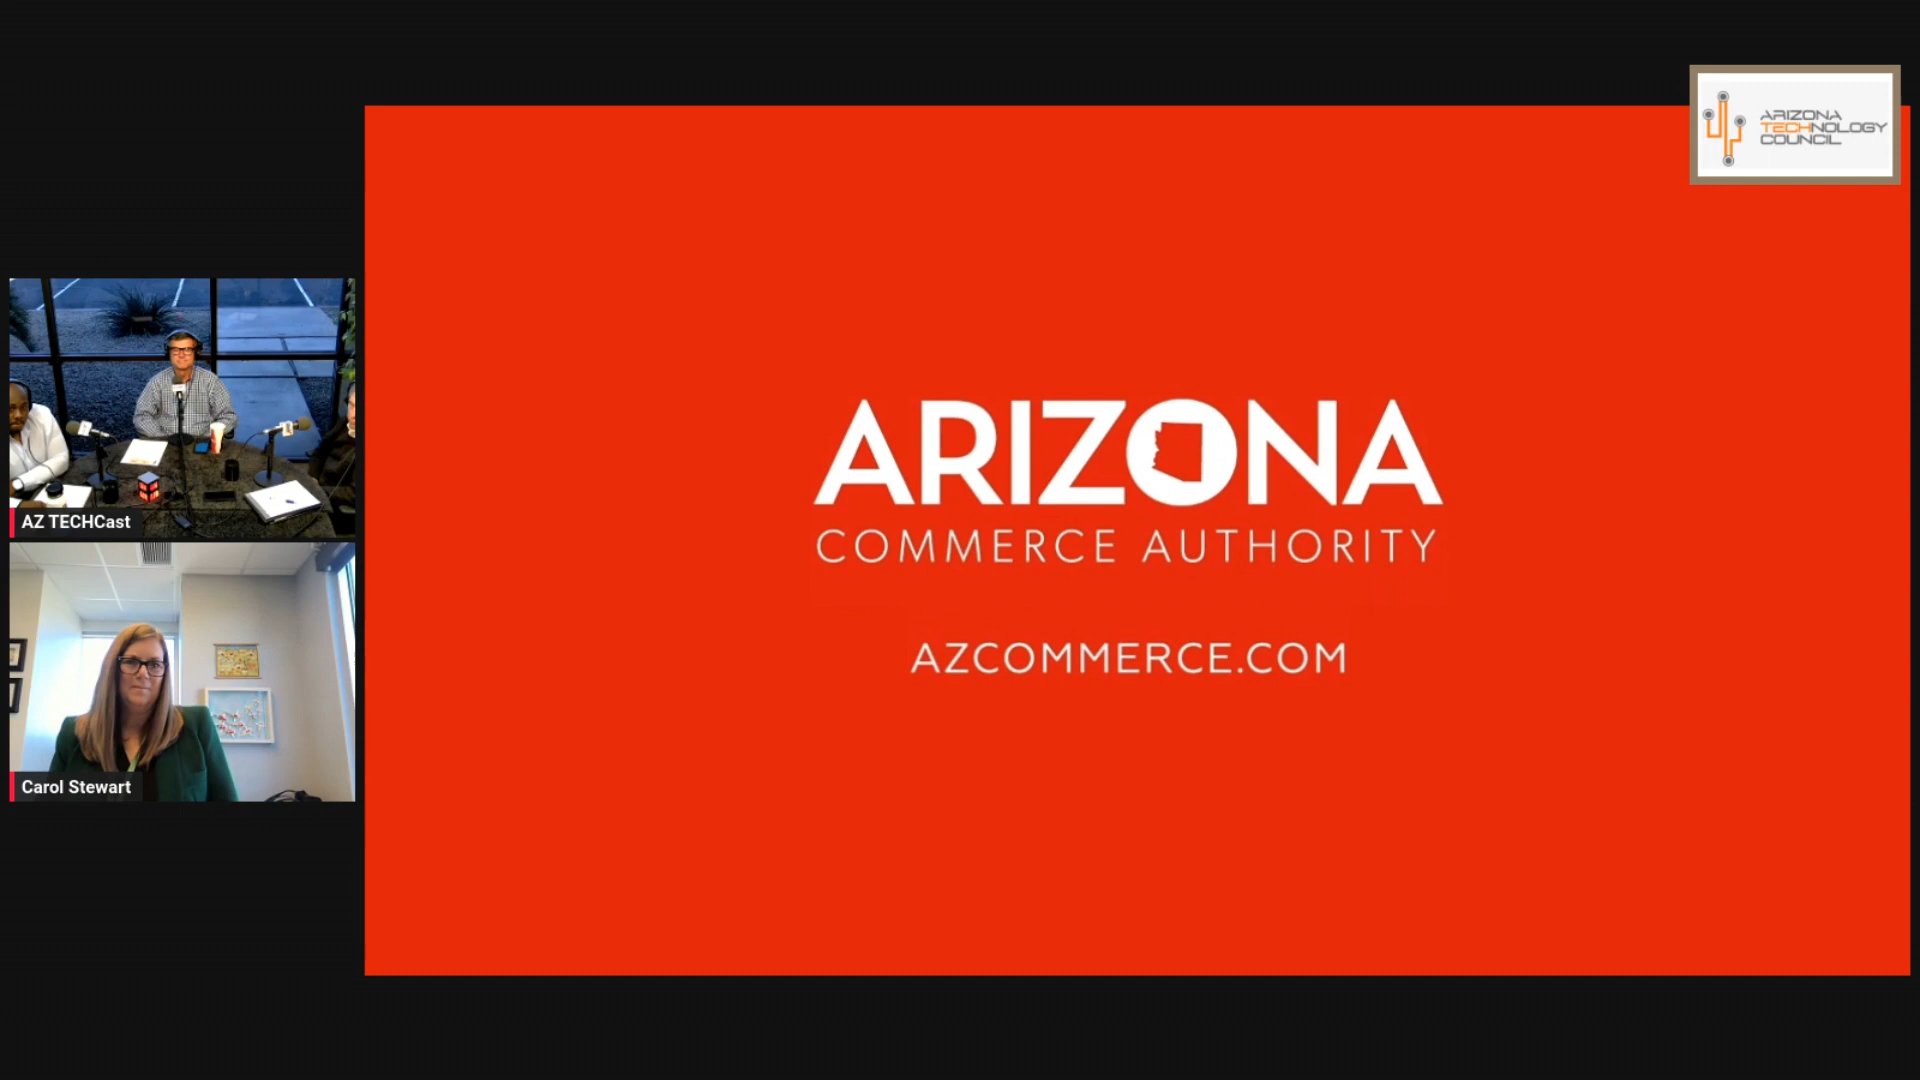 ARIZONA
TECHNOLOGY
COUNCIL
ARIZONA
COMMERCE AUTHORITY
AZCOMMERCE.COM
AZ TECHCast
Carol Stewart